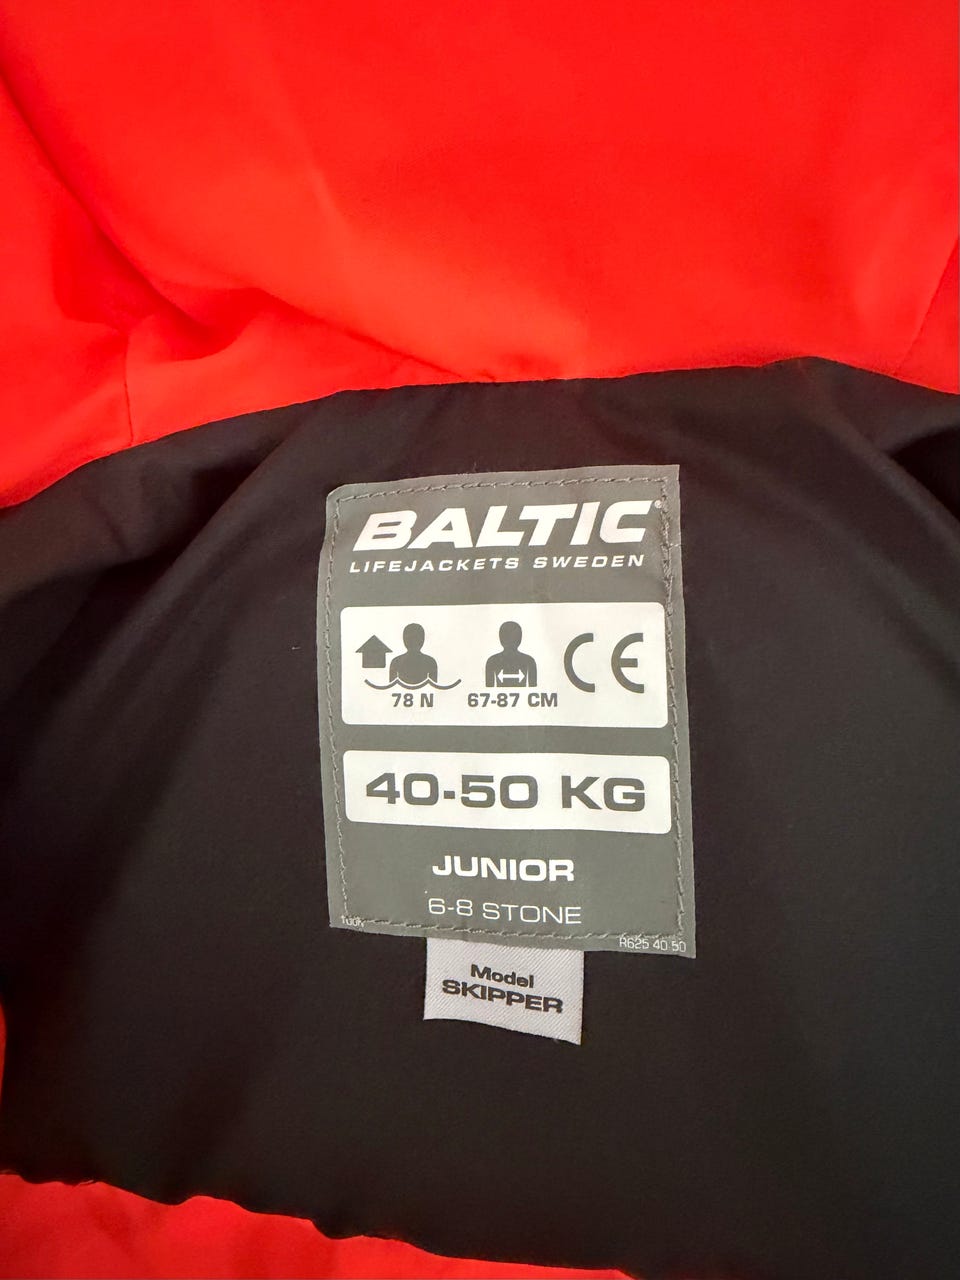 BALTIC®
LIFEJACKETS SWEDEN
78 N
67-87 CM
CE
40-50 KG
JUNIOR
6-8 STONE
100N
R625 40-50
Model
SKIPPER